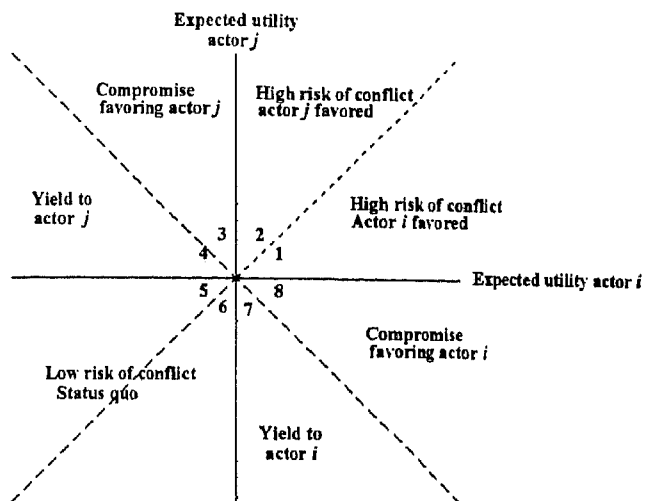 Expected utility
actor j
Compromise
favoring actor j
High risk of conflict
actor j favored
Yield to
actor j
High risk of conflict
Actor i favored
3
2
4
1
Expected utility actor i
5
8
6
7
Compromise
favoring actor i
Low risk of conflict
Status quo
Yield to
actor i